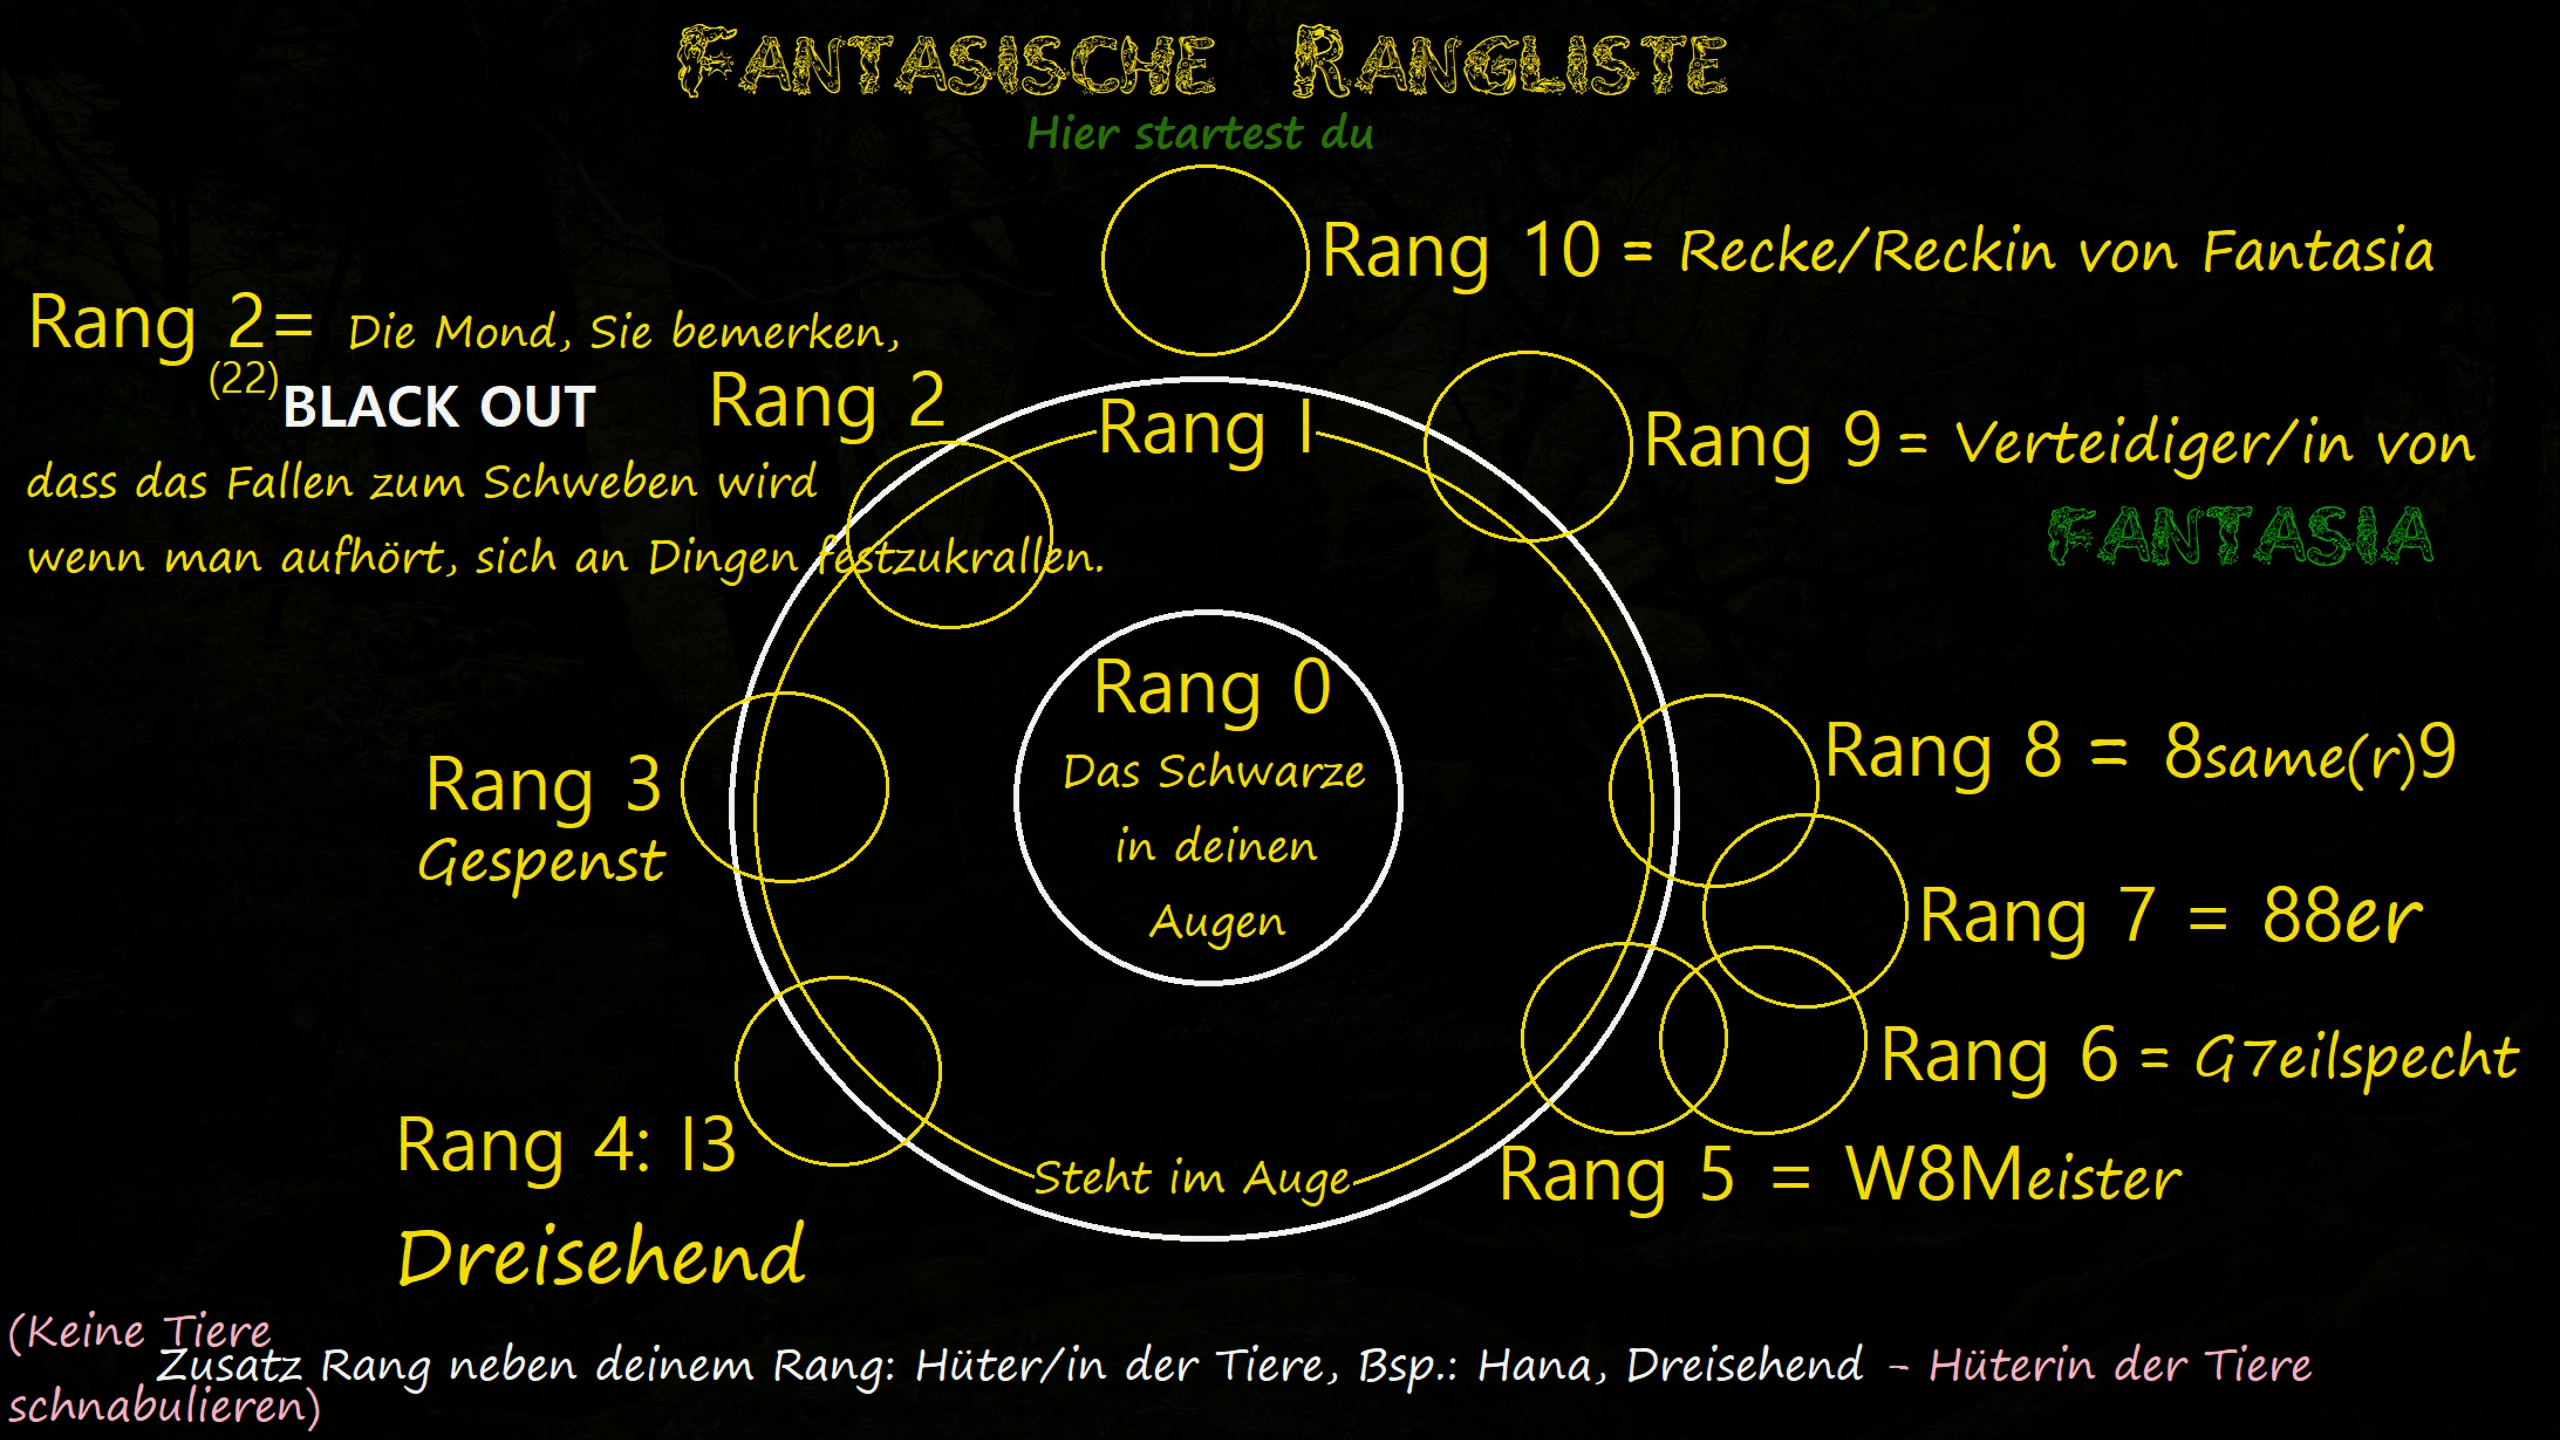 Fantasische Rangliste
Hier startest du
Rang 10 = Recke/Reckin von Fantasia
Rang 9 = Verteidiger/in von
Fantasia
Rang 8 = 8same(r)9
Rang 7 = 88er
Rang 6 = G7eilspecht
Rang 5 = W8Meister
Rang 4: I3
Dreisehend
Rang 3
Gespenst
Rang 2
Rang 2= Die Mond, Sie bemerken,
(22)
BLACK OUT
dass das Fallen zum Schweben wird
wenn man aufhört, sich an Dingen festzukrallen.
Rang I
Steht im Auge
Rang 0
Das Schwarze
in deinen
Augen
(Keine Tiere
schnabulieren)
Zusatz Rang neben deinem Rang: Hüter/in der Tiere, Bsp.: Hana, Dreisehend - Hüterin der Tiere